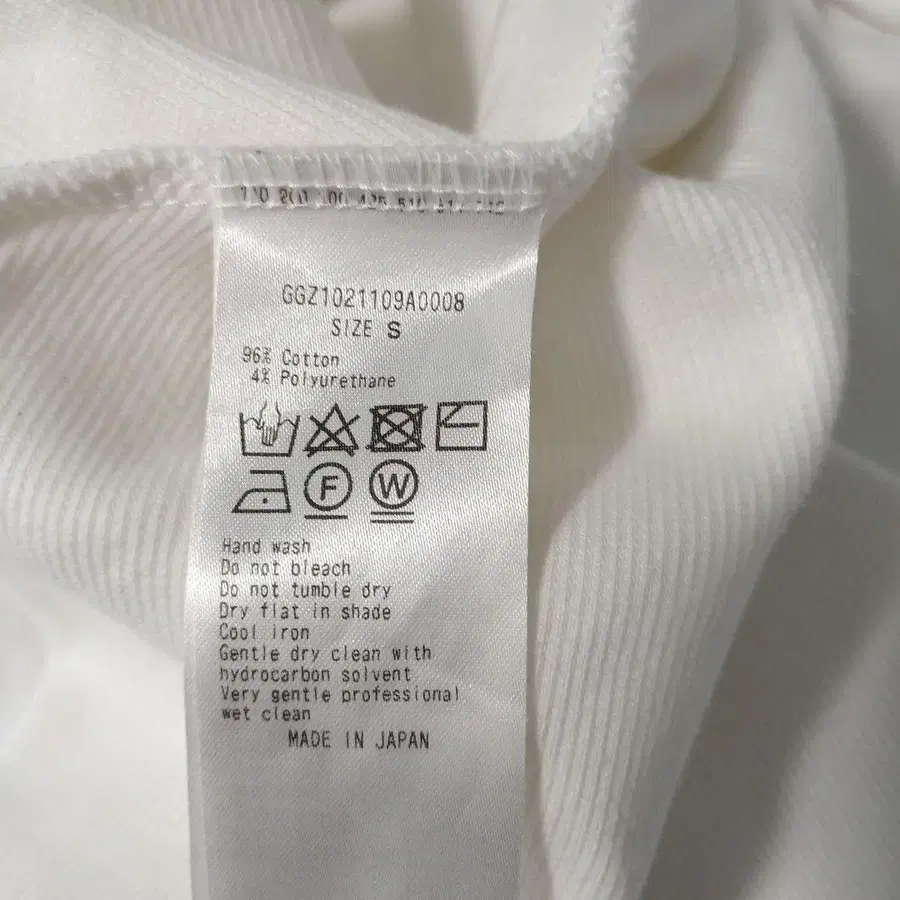 GGZ1021109A0008
SIZE S
96% Cotton
4% Polyurethane
F W
Hand wash
Do not bleach
Do not tumble dry
Dry flat in shade
Cool iron
Gentle dry clean with
hydrocarbon solvent
Very gentle professional
wet clean
MADE IN JAPAN